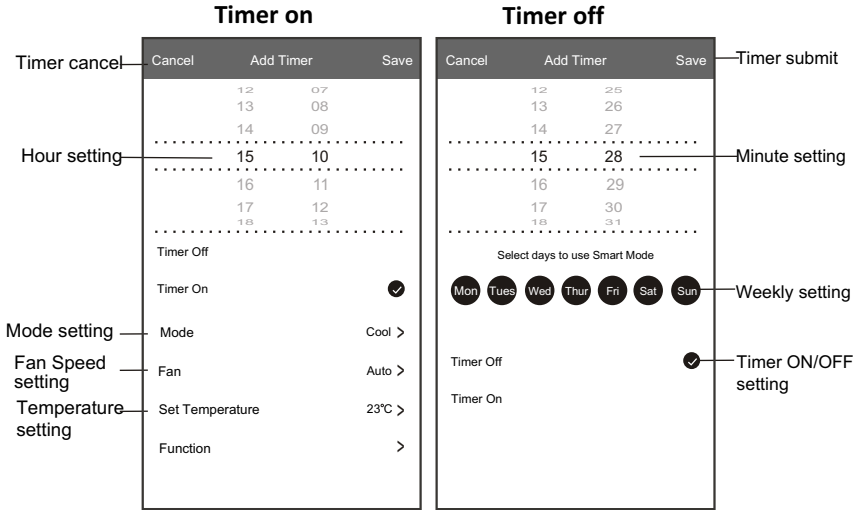 Timer on
Timer off
Timer cancel
Cancel Add Timer Save
Cancel Add Timer Save
Timer submit
12 07
13 08
14 09
Hour setting
15 10
16 11
17 12
18 13
12 25
13 26
14 27
15 28
Minute setting
16 29
17 30
18 31
Timer Off
Timer On
Mode setting
Mode Cool >
Fan Speed
setting
Fan Auto >
Temperature
setting
Set Temperature 23℃ >
Function >
Select days to use Smart Mode
Mon Tues Wed Thur Fri Sat Sun
Weekly setting
Timer Off
Timer ON/OFF
setting
Timer On